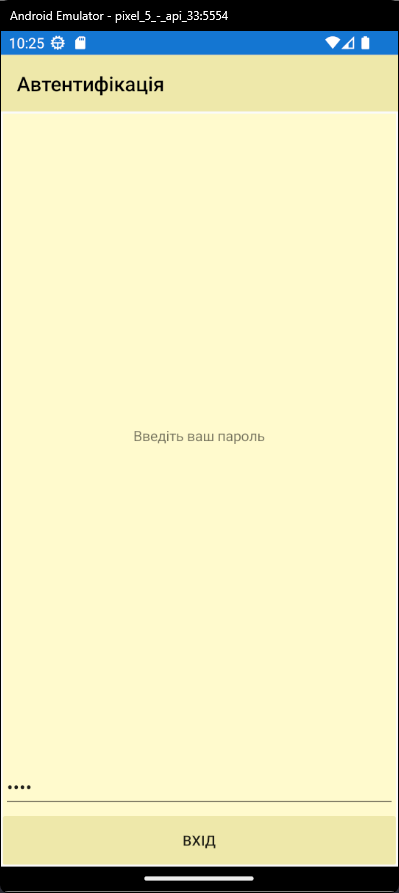 Android Emulator - pixel_5_-_api_33:5554
10:25
Автентифікація
Введіть ваш пароль
••••
ВХІД